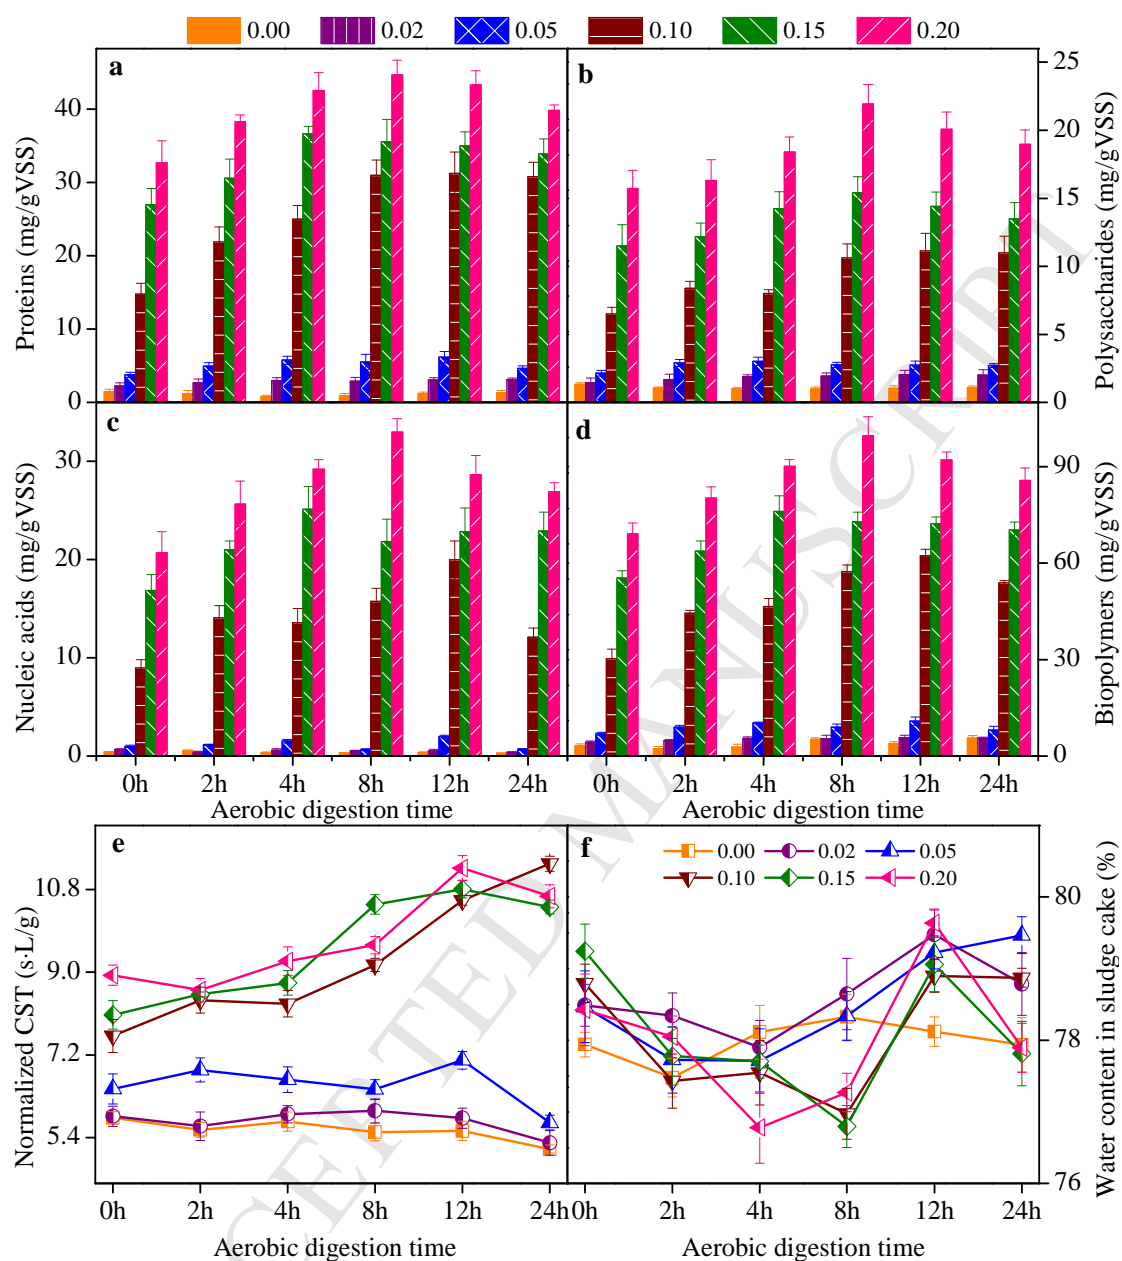 0.00 0.02 0.05 0.10 0.15 0.20
a
b
Proteins (mg/gVSS)
40
30
20
10
0
Polysaccharides (mg/gVSS)
25
20
15
10
5
0
c
d
Nucleic acids (mg/gVSS)
30
20
10
0
Biopolymers (mg/gVSS)
90
60
30
0
0h 2h 4h 8h 12h 24h
0h 2h 4h 8h 12h 24h
Aerobic digestion time
Aerobic digestion time
e
f
0.00 0.02 0.05
0.10 0.15 0.20
Normalized CST (s·L/g)
10.8
9.0
7.2
5.4
Water content in sludge cake (%)
80
78
76
0h 2h 4h 8h 12h 24h
0h 2h 4h 8h 12h 24h
Aerobic digestion time
Aerobic digestion time
CEPTED MANUSCRIPT